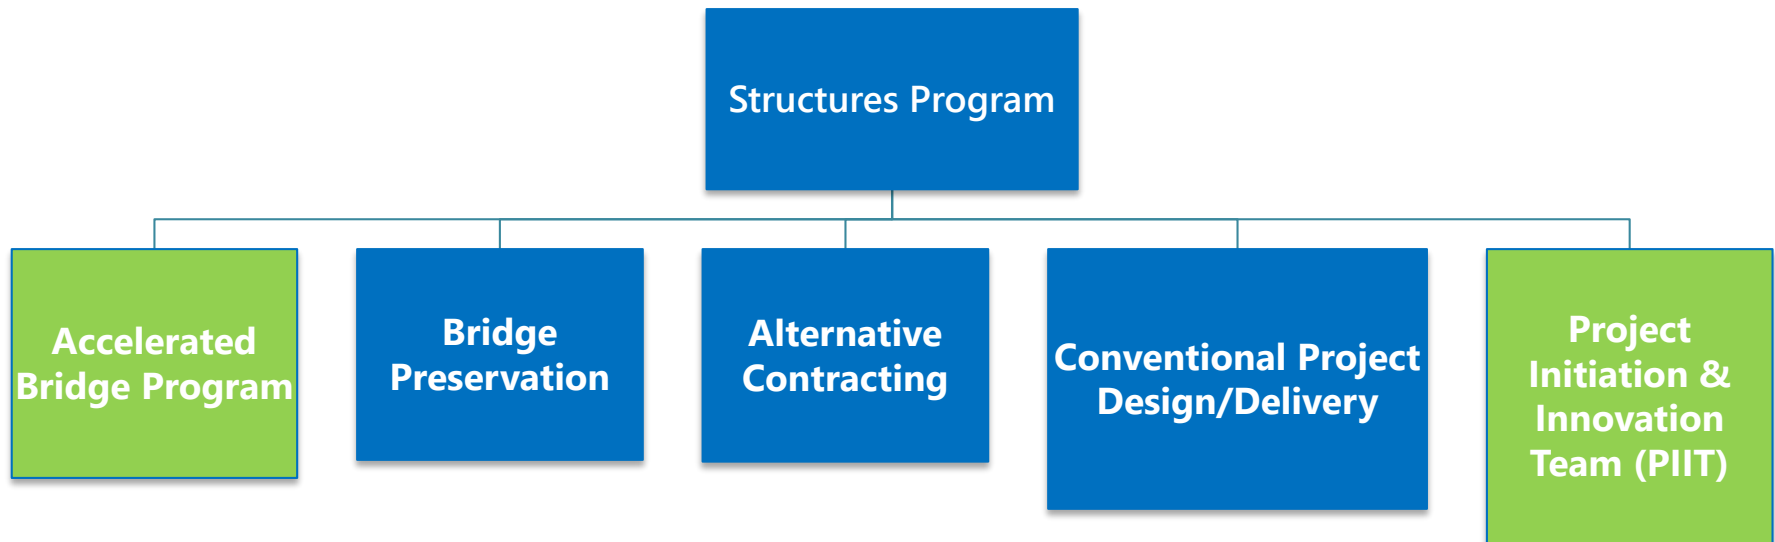 Structures Program
Accelerated
Bridge Program
Bridge
Preservation
Alternative
Contracting
Conventional Project
Design/Delivery
Project
Initiation &
Innovation
Team (PIIT)